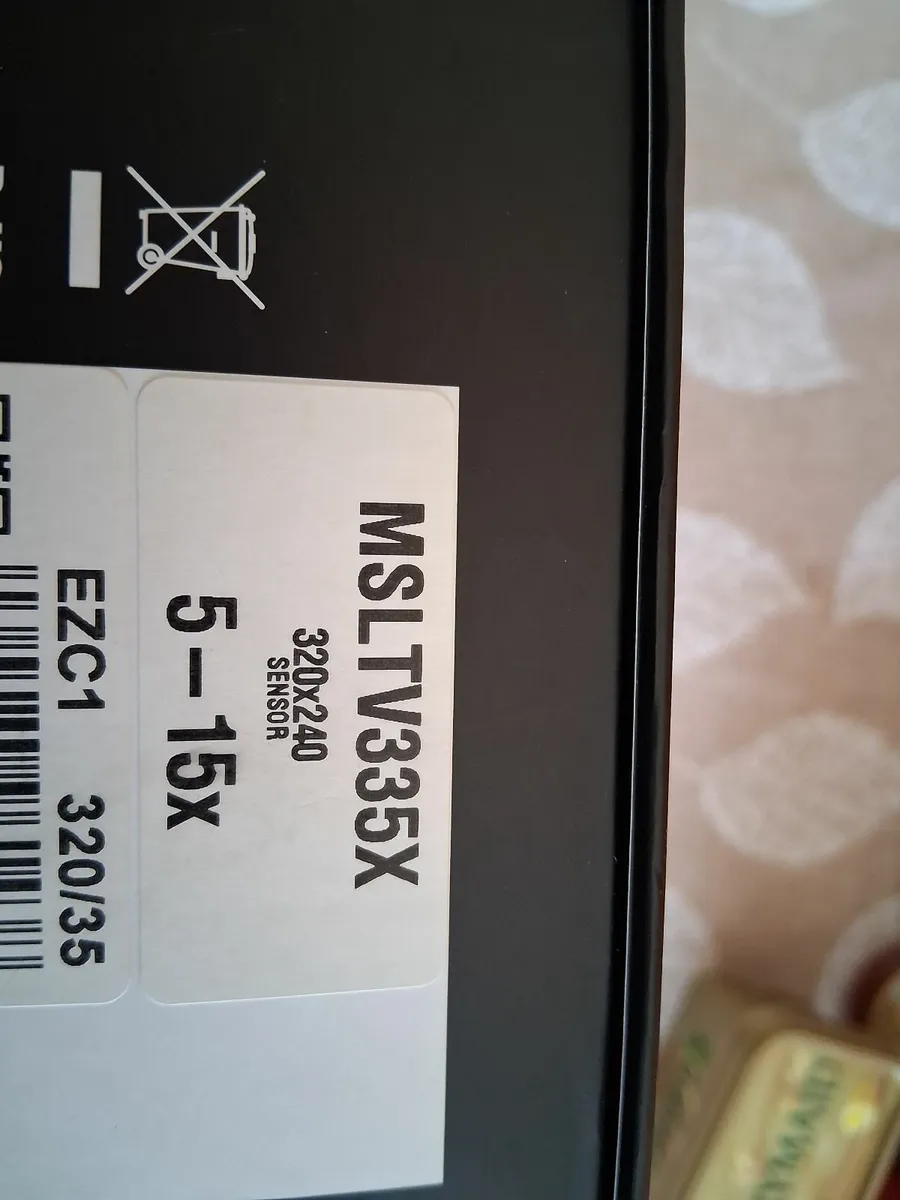 MSLTV335X
320x240
SENSOR
5-15x
EZC1 320/35